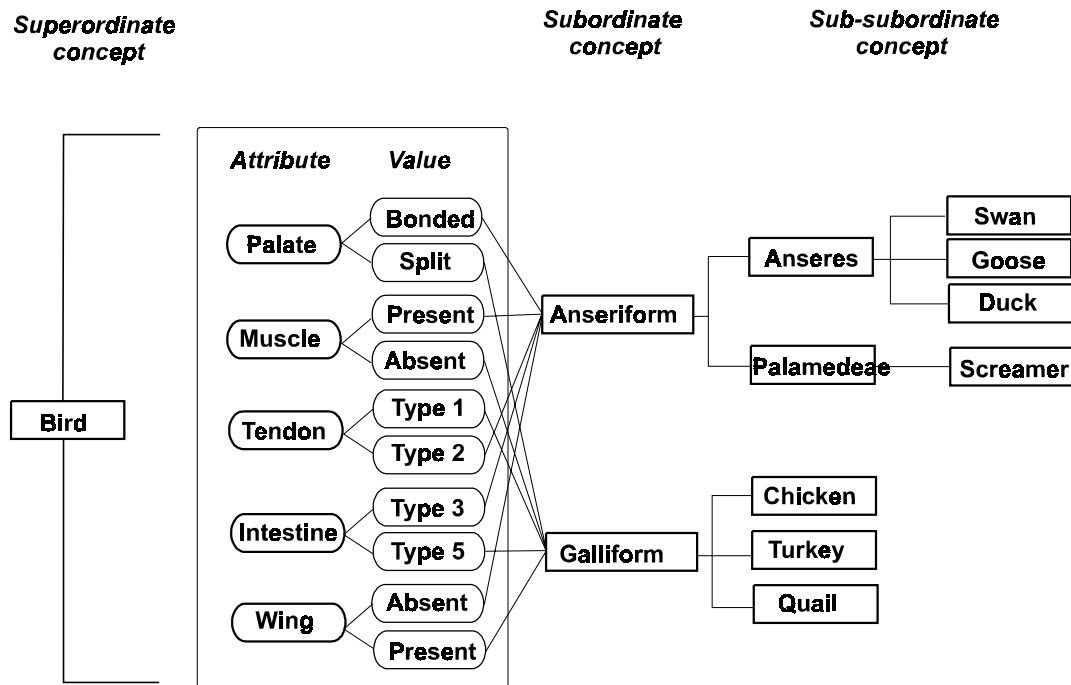 Superordinate
concept
Subordinate
concept
Sub-subordinate
concept
Attribute
Value
Palate
Bonded
Split
Muscle
Present
Absent
Tendon
Type 1
Type 2
Intestine
Type 3
Type 5
Wing
Absent
Present
Bird
Anseriform
Galliform
Anseres
Palamedeae
Swan
Goose
Duck
Screamer
Chicken
Turkey
Quail